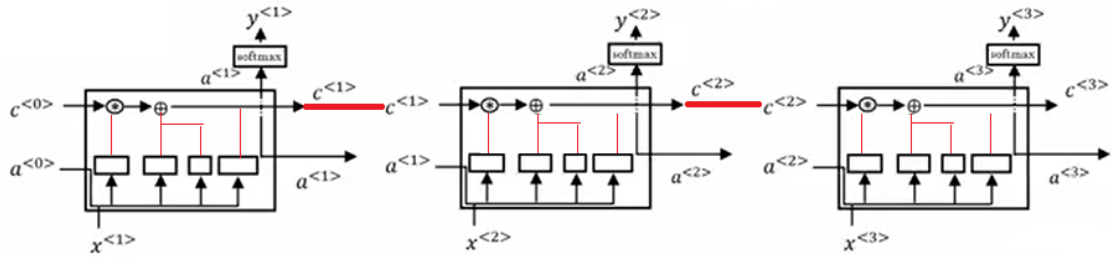 y<1> y<2> y<3>
softmax softmax softmax
a<1> a<2> a<3>
c<0> c<1> c<1> c<2> c<2> c<3>
a<0> a<1> a<1> a<2> a<2> a<3>
x<1> x<2> x<3>